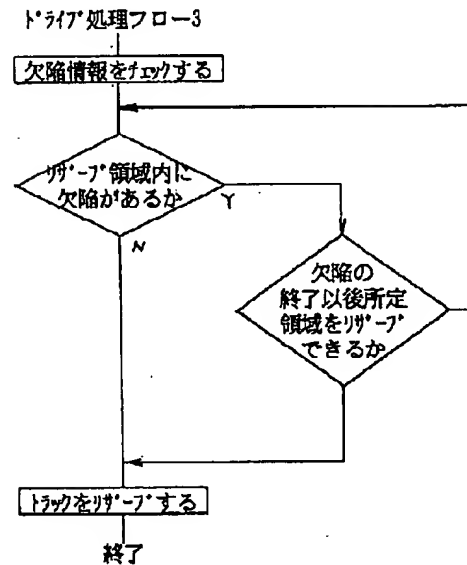 ﾄﾞﾗｲﾌﾞ処理フロー3
欠陥情報をﾁｪｯｸする
ﾘｻﾞｰﾌﾞ領域内に
欠陥があるか
Y
N
欠陥の
終了以後所定
領域をﾘｻﾞｰﾌﾞ
できるか
ﾄﾗｯｸをﾘｻﾞｰﾌﾞする
終了